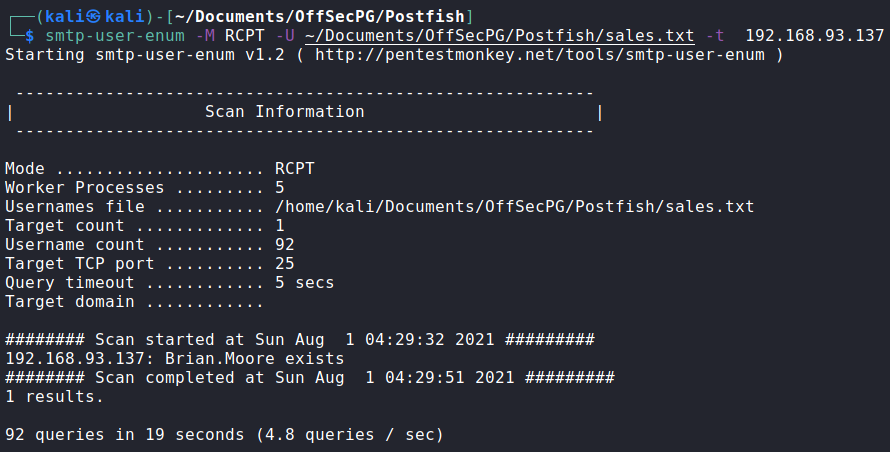 ┌──(kali㉿kali)-[~/Documents/OffSecPG/Postfish]
└─$ smtp-user-enum -M RCPT -U ~/Documents/OffSecPG/Postfish/sales.txt -t  192.168.93.137
Starting smtp-user-enum v1.2 ( http://pentestmonkey.net/tools/smtp-user-enum )
 ----------------------------------------------------------
|                   Scan Information                       |
 ----------------------------------------------------------
Mode ..................... RCPT
Worker Processes ......... 5
Usernames file ........... /home/kali/Documents/OffSecPG/Postfish/sales.txt
Target count ............. 1
Username count ........... 92
Target TCP port .......... 25
Query timeout ............ 5 secs
Target domain ............
######## Scan started at Sun Aug  1 04:29:32 2021 #########
192.168.93.137: Brian.Moore exists
######## Scan completed at Sun Aug  1 04:29:51 2021 #########
1 results.
92 queries in 19 seconds (4.8 queries / sec)